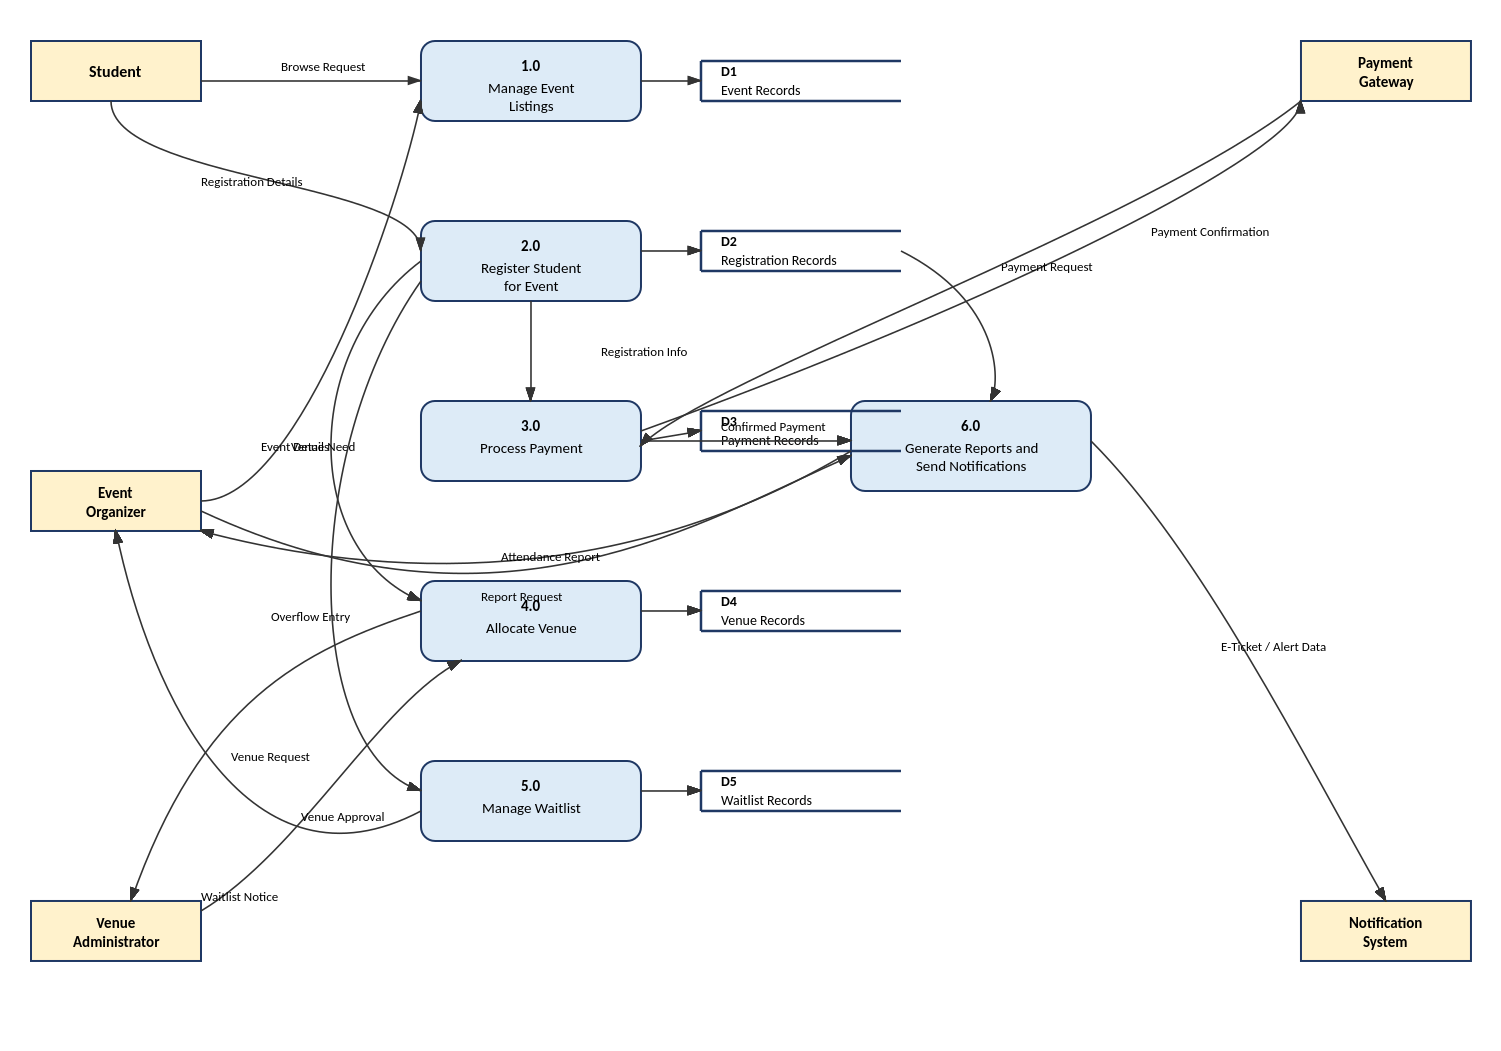 Student
Browse Request
1.0
Manage Event
Listings
D1
Event Records
Payment
Gateway
Registration Details
2.0
Register Student
for Event
D2
Registration Records
Payment Confirmation
Payment Request
Registration Info
3.0
Process Payment
D3
Confirmed Payment
Payment Records
6.0
Generate Reports and
Send Notifications
Event Details
Venue Need
Event
Organizer
Attendance Report
Report Request
4.0
Allocate Venue
D4
Venue Records
Overflow Entry
E-Ticket / Alert Data
Venue Request
5.0
Manage Waitlist
D5
Waitlist Records
Venue Approval
Waitlist Notice
Venue
Administrator
Notification
System